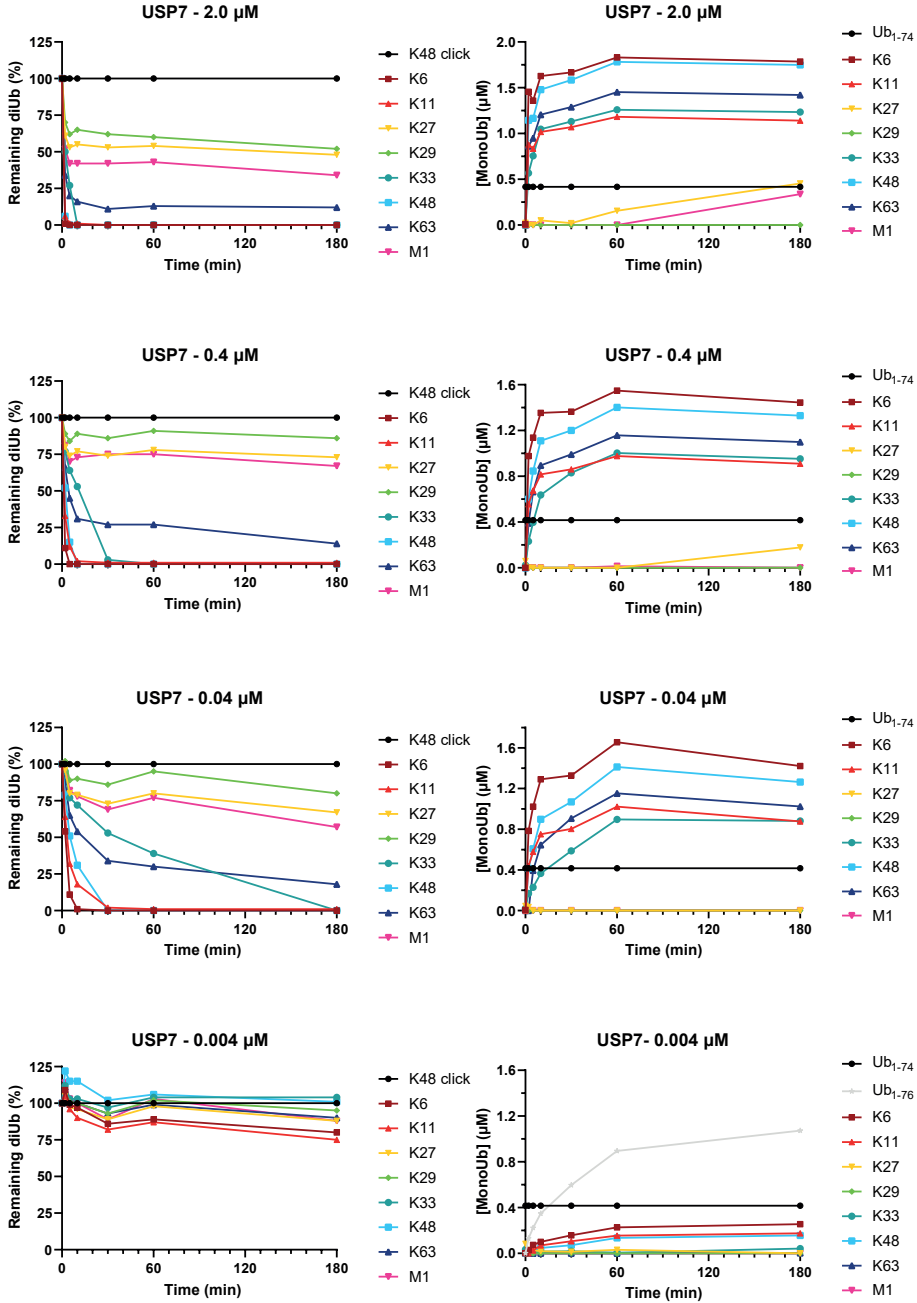 USP7 - 2.0 µM
Remaining diUb (%)
125
100
75
50
25
0
0
60
120
180
Time (min)
K48 click
K6
K11
K27
K29
K33
K48
K63
M1
USP7 - 2.0 µM
[MonoUb] (µM)
2.0
1.5
1.0
0.5
0.0
0
60
120
180
Time (min)
Ub1-74
K6
K11
K27
K29
K33
K48
K63
M1
USP7 - 0.4 µM
Remaining diUb (%)
125
100
75
50
25
0
0
60
120
180
Time (min)
K48 click
K6
K11
K27
K29
K33
K48
K63
M1
USP7 - 0.4 µM
[MonoUb] (µM)
1.6
1.2
0.8
0.4
0.0
0
60
120
180
Time (min)
Ub1-74
K6
K11
K27
K29
K33
K48
K63
M1
USP7 - 0.04 µM
Remaining diUb (%)
125
100
75
50
25
0
0
60
120
180
Time (min)
K48 click
K6
K11
K27
K29
K33
K48
K63
M1
USP7 - 0.04 µM
[MonoUb] (µM)
1.6
1.2
0.8
0.4
0.0
0
60
120
180
Time (min)
Ub1-74
K6
K11
K27
K29
K33
K48
K63
M1
USP7 - 0.004 µM
Remaining diUb (%)
125
100
75
50
25
0
0
60
120
180
Time (min)
K48 click
K6
K11
K27
K29
K33
K48
K63
M1
USP7- 0.004 µM
[MonoUb] (µM)
1.6
1.2
0.8
0.4
0.0
0
60
120
180
Time (min)
Ub1-74
Ub1-76
K6
K11
K27
K29
K33
K48
K63
M1